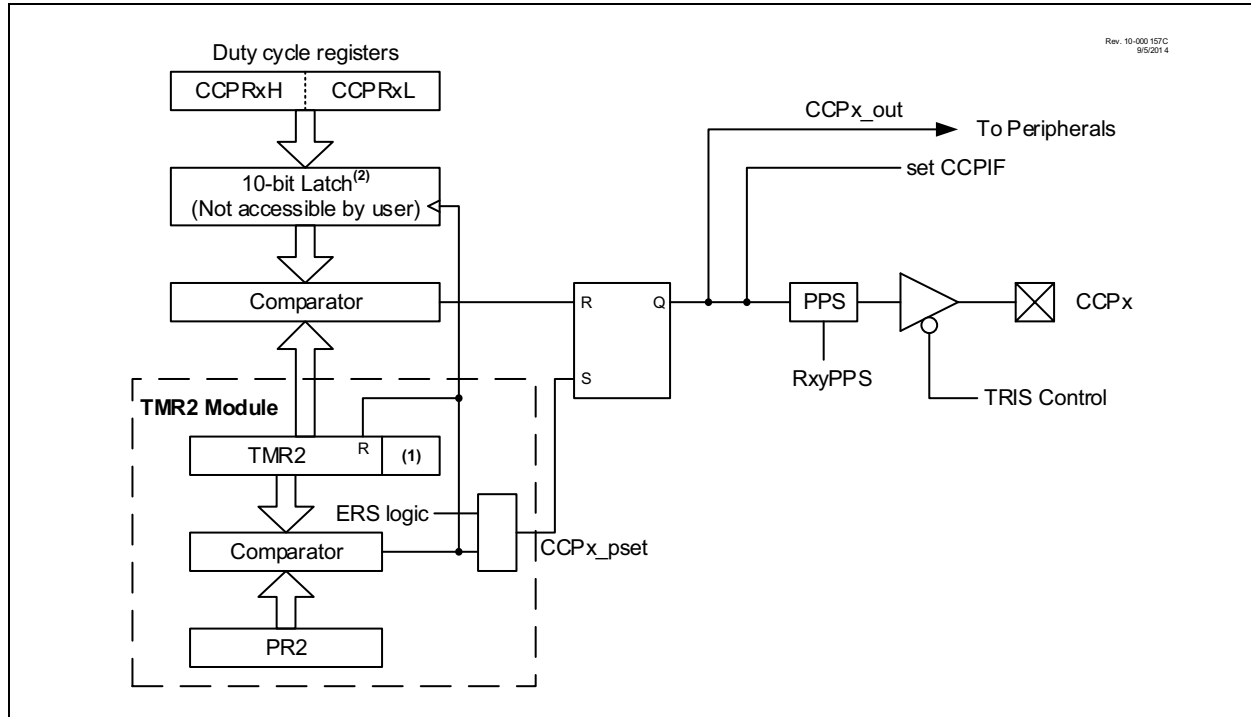 Rev. 10-000 157C
9/5/201 4
Duty cycle registers
CCPRxH CCPRxL
CCPx_out
To Peripherals
set CCPIF
10-bit Latch(2)
(Not accessible by user)
Comparator
R Q
PPS
CCPx
S
RxyPPS
TRIS Control
TMR2 Module
TMR2 R (1)
ERS logic
Comparator
CCPx_pset
PR2